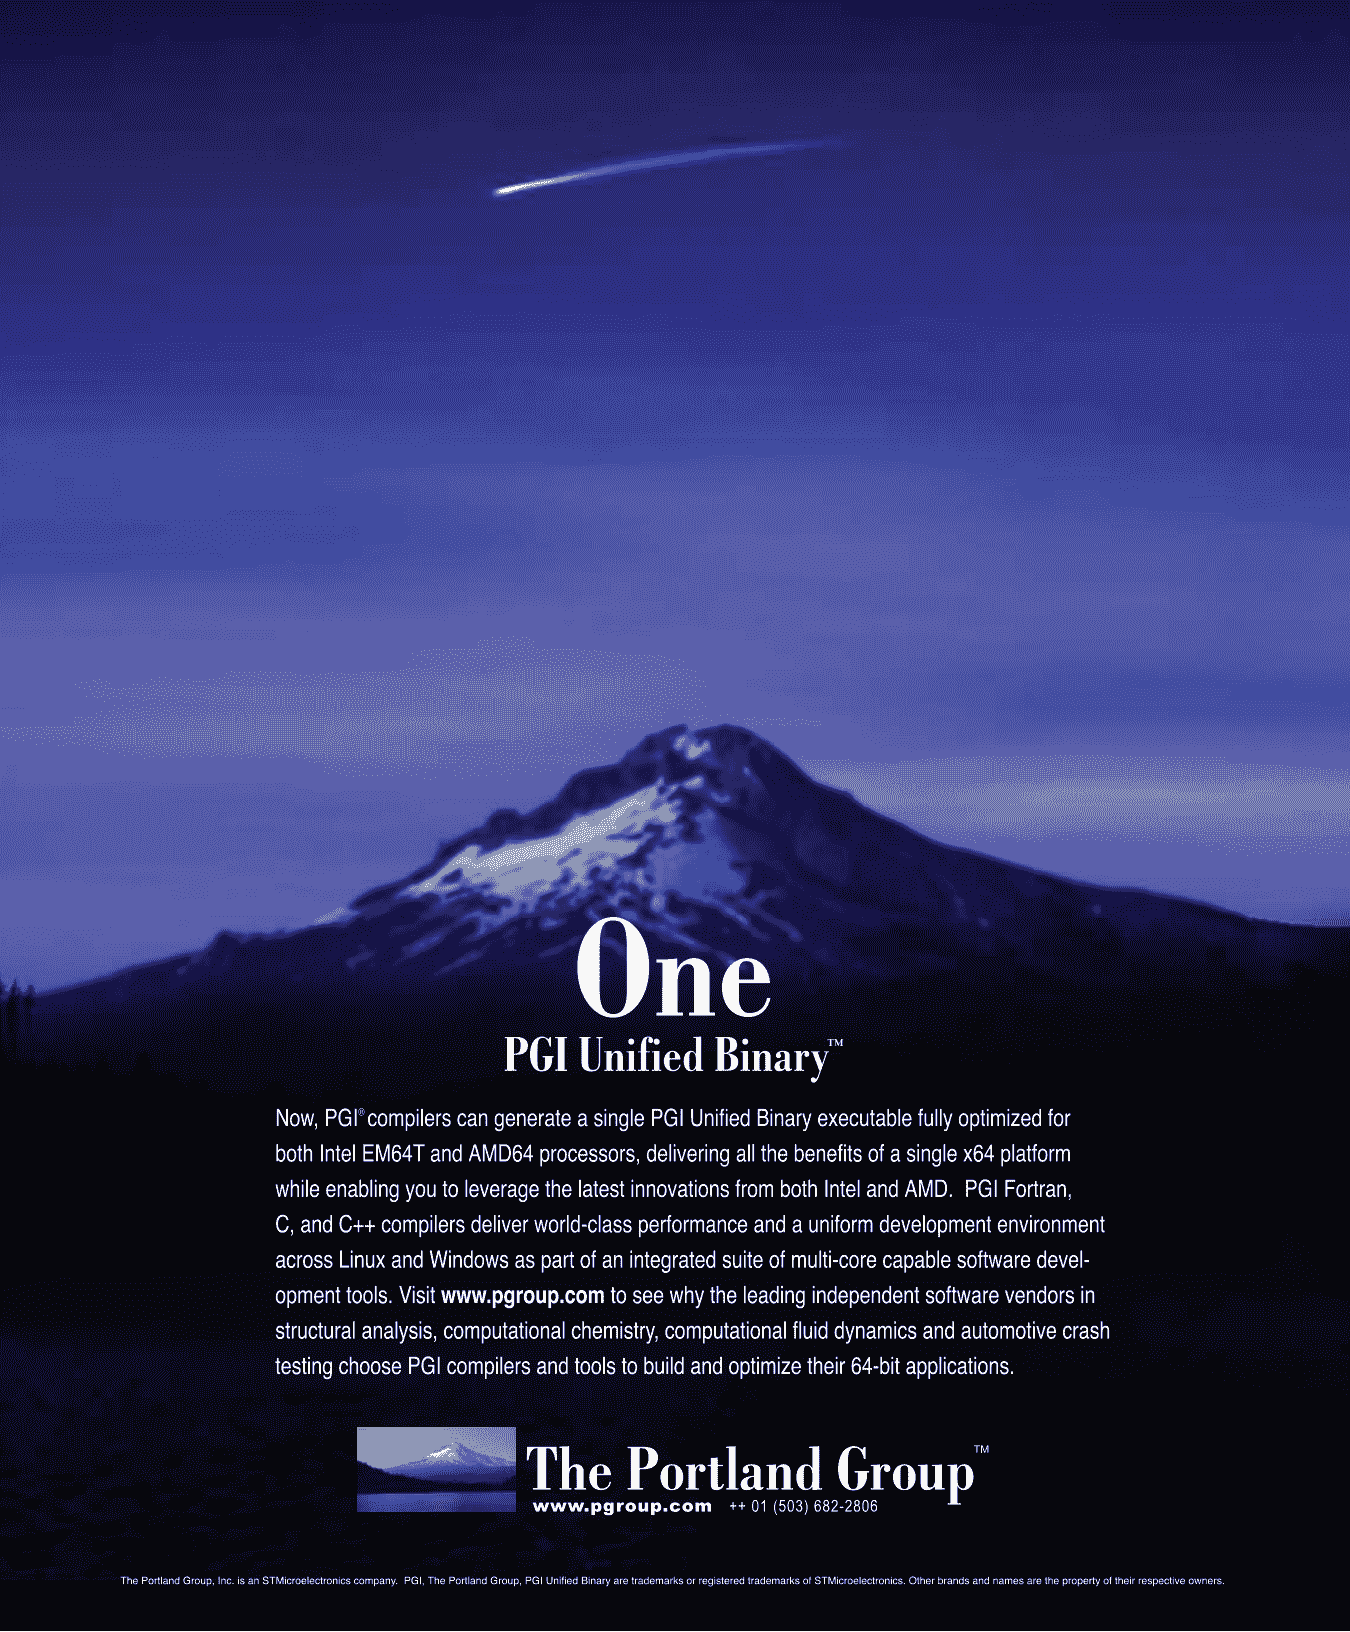 One
PGI Unified Binary™
Now, PGI® compilers can generate a single PGI Unified Binary executable fully optimized for
both Intel EM64T and AMD64 processors, delivering all the benefits of a single x64 platform
while enabling you to leverage the latest innovations from both Intel and AMD.  PGI Fortran,
C, and C++ compilers deliver world-class performance and a uniform development environment
across Linux and Windows as part of an integrated suite of multi-core capable software devel-
opment tools. Visit www.pgroup.com to see why the leading independent software vendors in
structural analysis, computational chemistry, computational fluid dynamics and automotive crash
testing choose PGI compilers and tools to build and optimize their 64-bit applications.
The Portland Group™
www.pgroup.com ++ 01 (503) 682-2806
The Portland Group, Inc. is an STMicroelectronics company.  PGI, The Portland Group, PGI Unified Binary are trademarks or registered trademarks of STMicroelectronics. Other brands and names are the property of their respective owners.